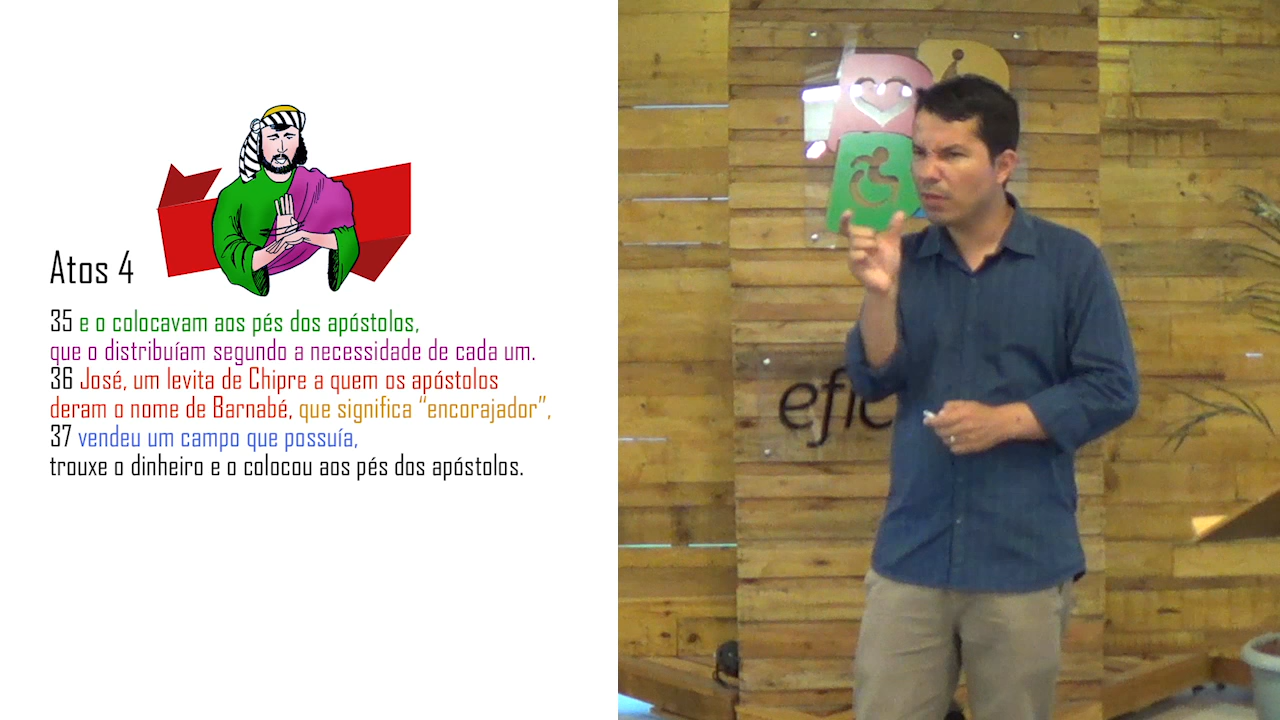 Atos 4
35 e o colocavam aos pés dos apóstolos,
que o distribuíam segundo a necessidade de cada um.
36 José, um levita de Chipre a quem os apóstolos
deram o nome de Barnabé, que significa “encorajador”,
37 vendeu um campo que possuía,
trouxe o dinheiro e o colocou aos pés dos apóstolos.